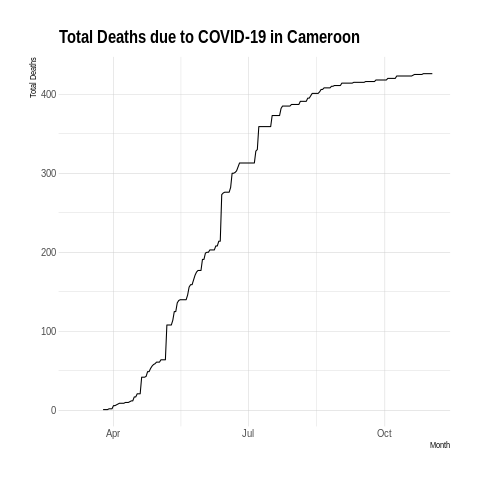 Total Deaths due to COVID-19 in Cameroon
Total Deaths
400
300
200
100
0
Apr
Jul
Oct
Month